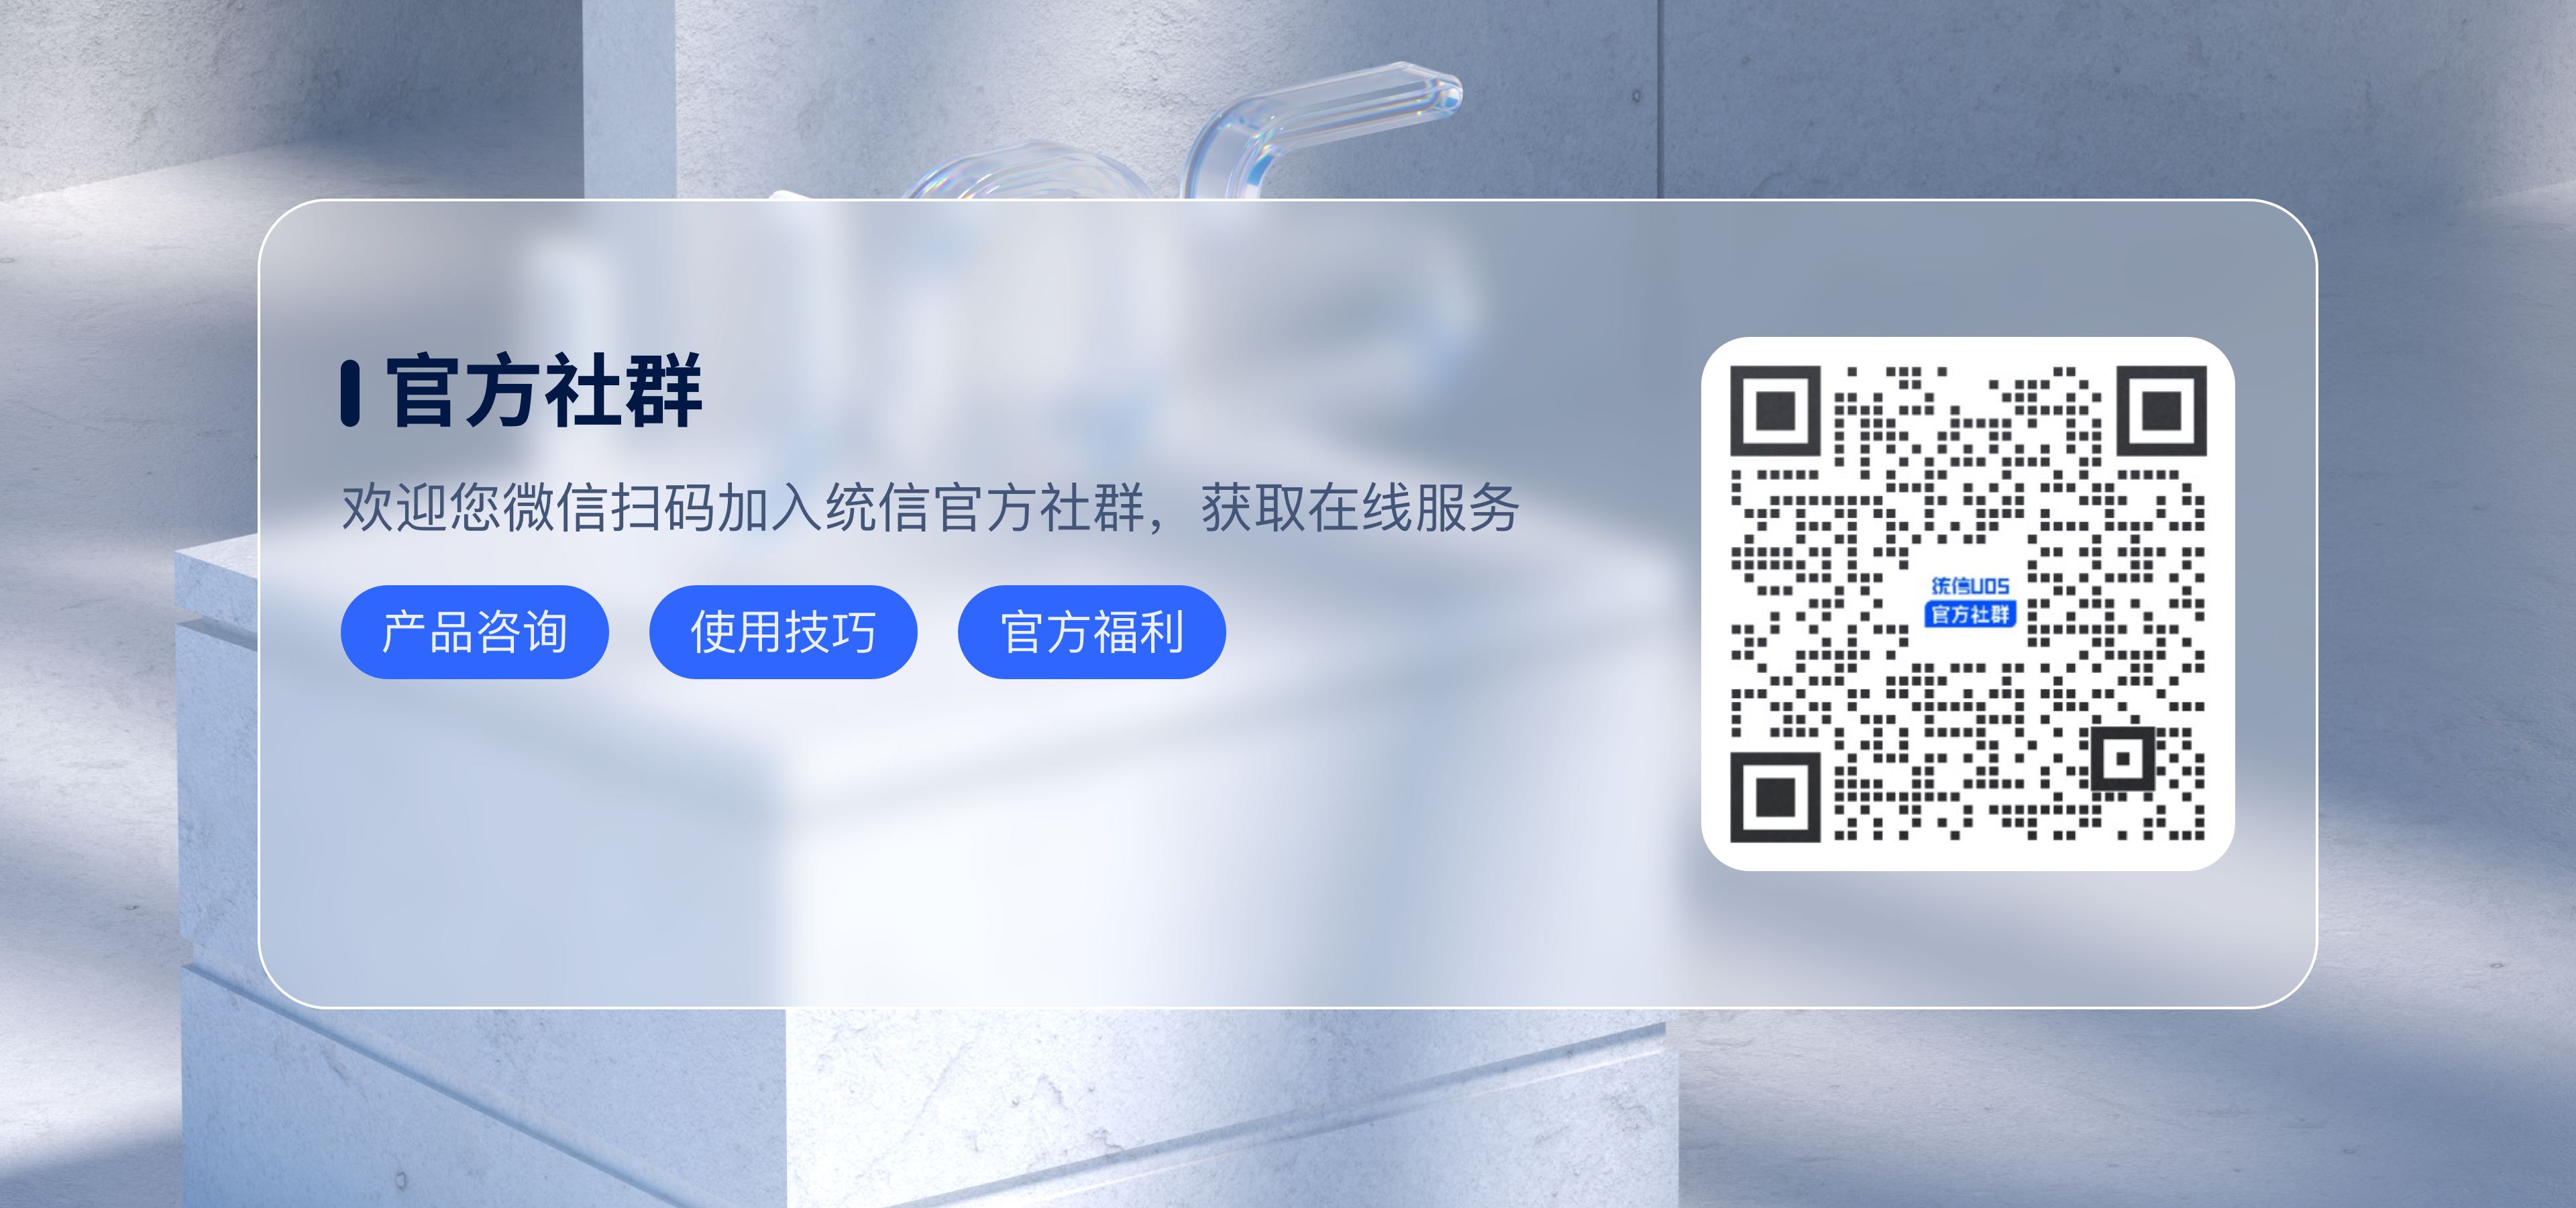 官方社群
欢迎您微信扫码加入统信官方社群，获取在线服务
产品咨询
使用技巧
官方福利
统信UOS
官方社群